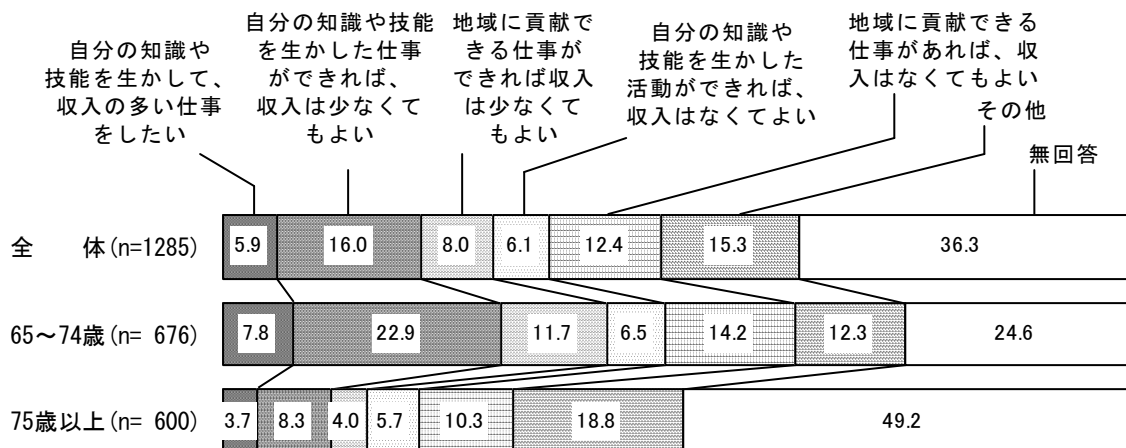 自分の知識や
技能を生かして、
収入の多い仕事
をしたい
自分の知識や技能
を生かした仕事
ができれば、
収入は少なくて
もよい
地域に貢献で
きる仕事が
できれば収入
は少なくて
もよい
自分の知識や
技能を生かした
活動ができれば、
収入はなくてよい
地域に貢献できる
仕事があれば、収
入はなくてもよい
その他
無回答
全　　体(n=1285)
5.9 16.0 8.0 6.1 12.4 15.3 36.3
65～74歳(n= 676)
7.8 22.9 11.7 6.5 14.2 12.3 24.6
75歳以上(n= 600)
3.7 8.3 4.0 5.7 10.3 18.8 49.2